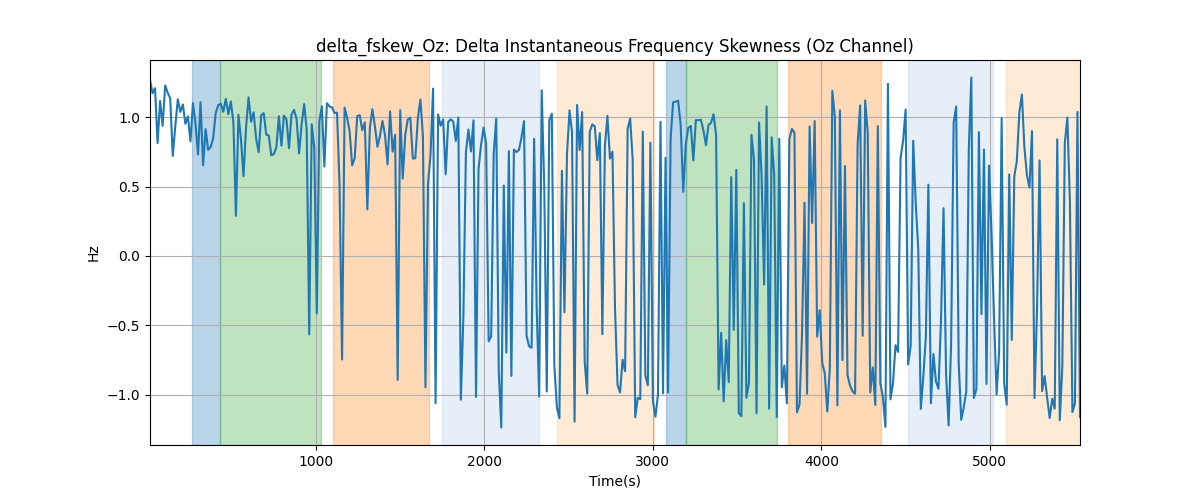 delta_fskew_Oz: Delta Instantaneous Frequency Skewness (Oz Channel)
Hz
1.0
0.5
0.0
−0.5
−1.0
1000 2000 3000 4000 5000
Time(s)